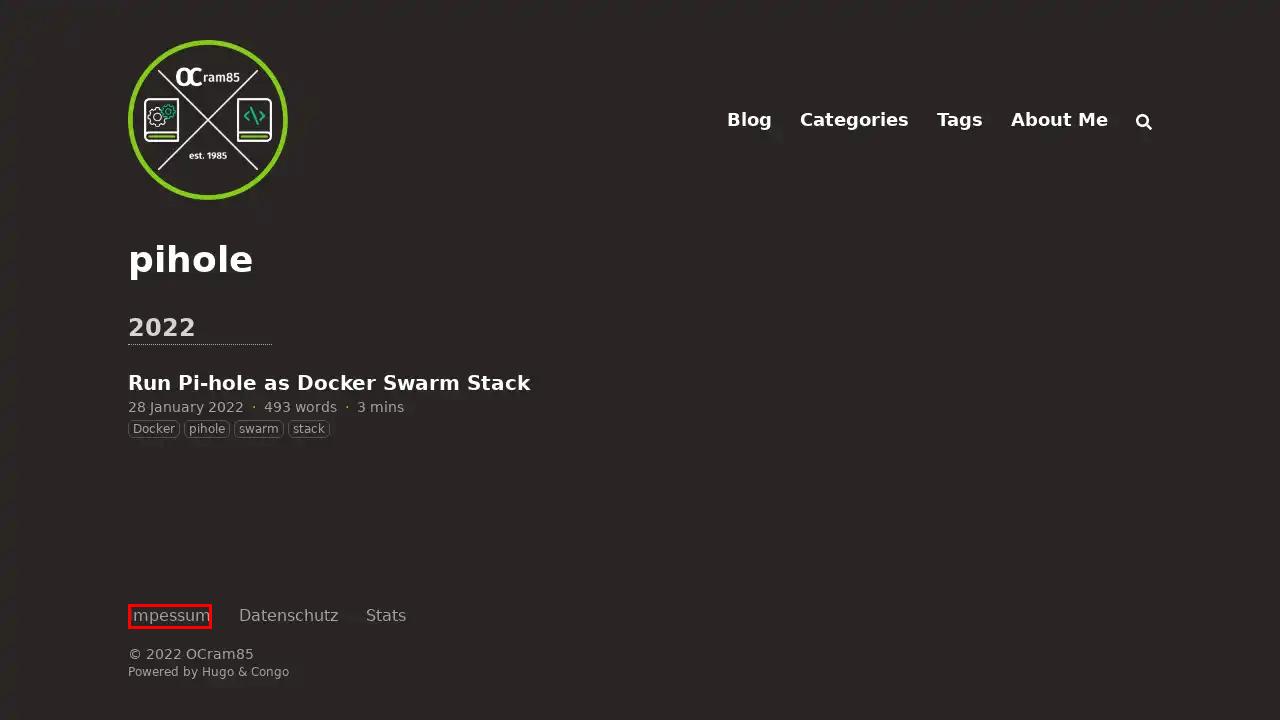 OCram85
est. 1985
Blog
Categories
Tags
About Me
pihole
2022
Run Pi-hole as Docker Swarm Stack
28 January 2022 · 493 words · 3 mins
Docker pihole swarm stack
Impessum
Datenschutz
Stats
© 2022 OCram85
Powered by Hugo & Congo